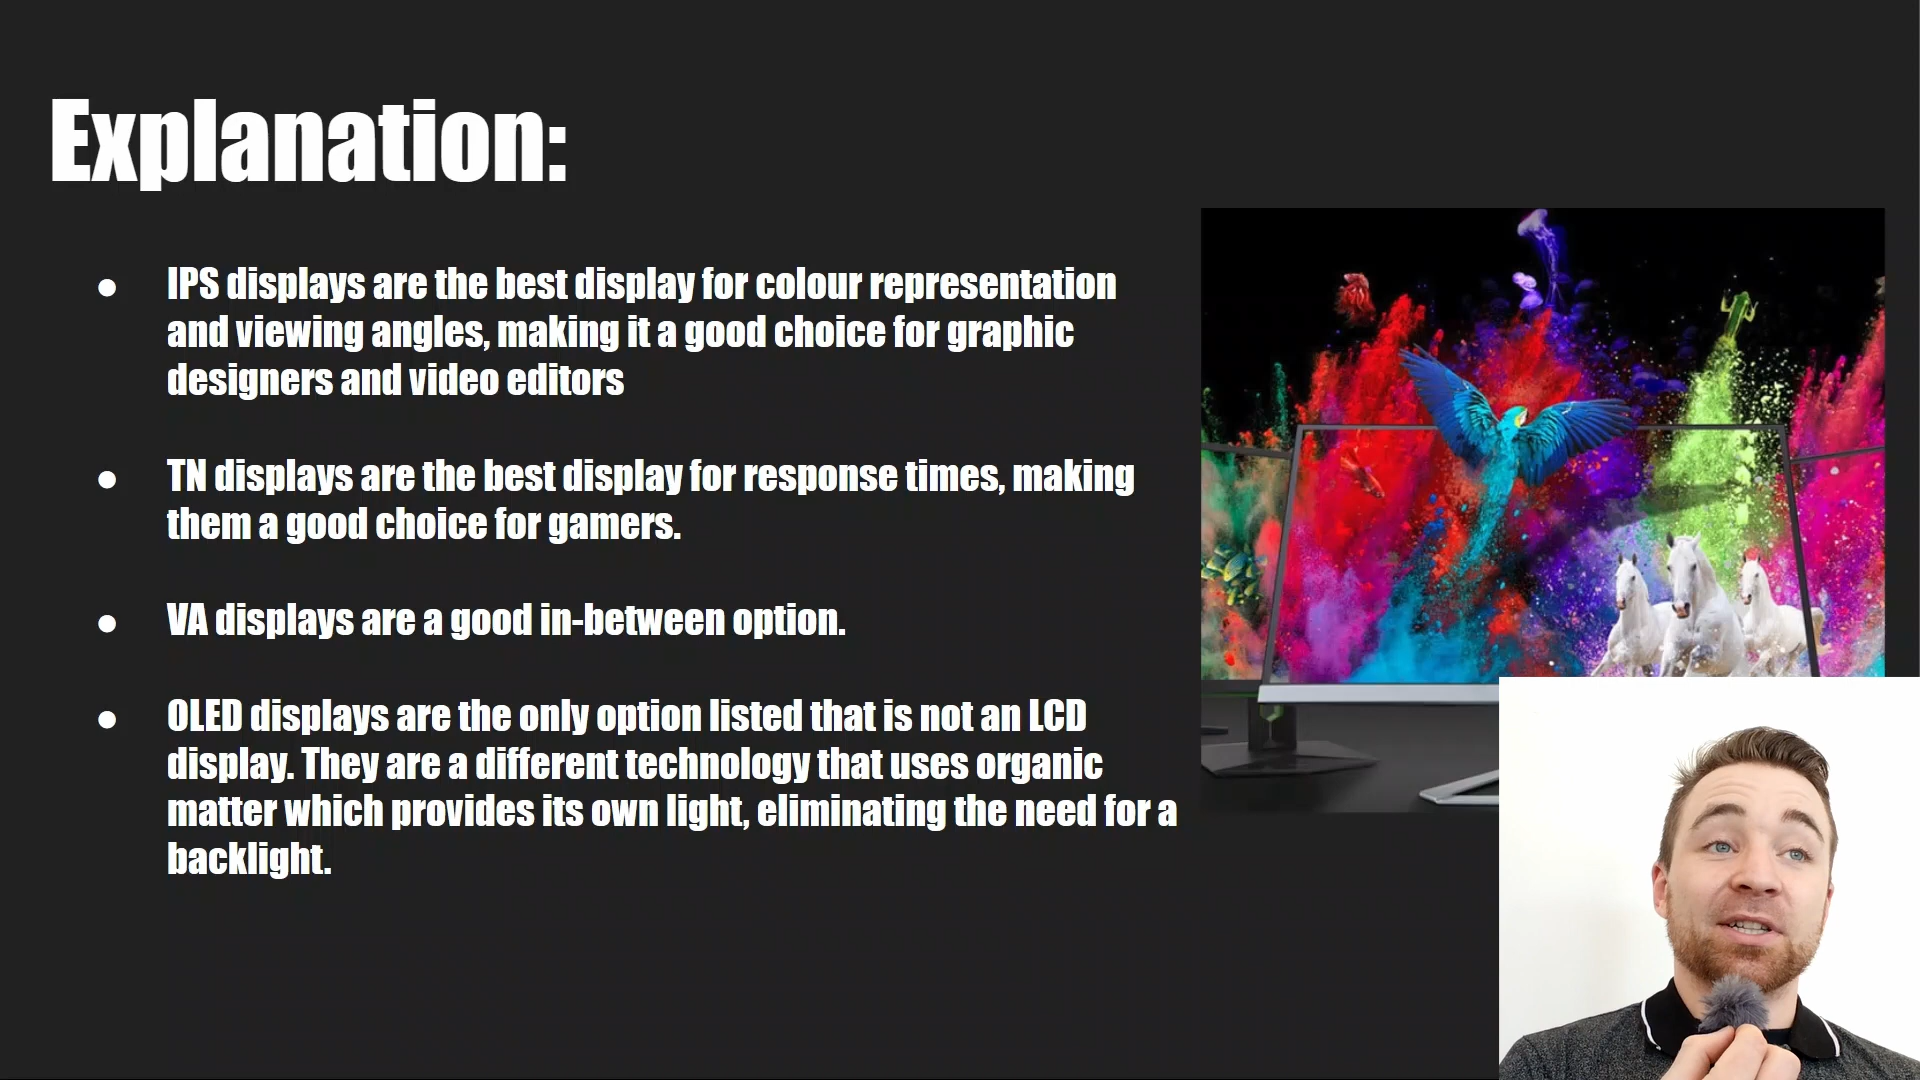 Explanation:
● IPS displays are the best display for colour representation
and viewing angles, making it a good choice for graphic
designers and video editors
● TN displays are the best display for response times, making
them a good choice for gamers.
● VA displays are a good in-between option.
● OLED displays are the only option listed that is not an LCD
display. They are a different technology that uses organic
matter which provides its own light, eliminating the need for a
backlight.